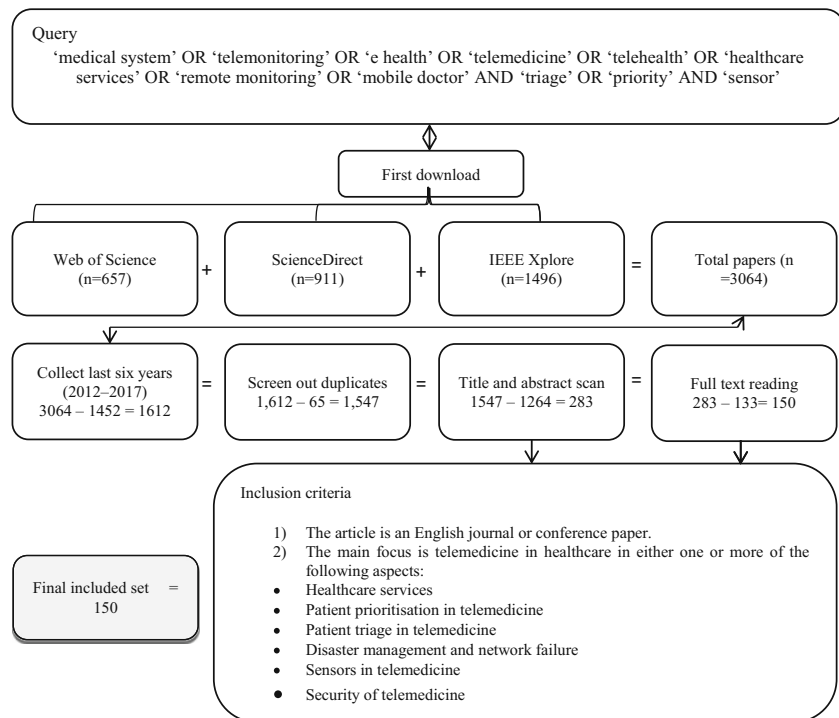 Query
‘medical system’ OR ‘telemonitoring’ OR ‘e health’ OR ‘telemedicine’ OR ‘telehealth’ OR ‘healthcare
services’ OR ‘remote monitoring’ OR ‘mobile doctor’ AND ‘triage’ OR ‘priority’ AND ‘sensor’
First download
Web of Science
(n=657)
+
ScienceDirect
(n=911)
+
IEEE Xplore
(n=1496)
=
Total papers (n
=3064)
Collect last six years
(2012–2017)
3064 – 1452 = 1612
=
Screen out duplicates
1,612 – 65 = 1,547
=
Title and abstract scan
1547 – 1264 = 283
=
Full text reading
283 – 133= 150
Inclusion criteria
1) The article is an English journal or conference paper.
2) The main focus is telemedicine in healthcare in either one or more of the
following aspects:
• Healthcare services
• Patient prioritisation in telemedicine
• Patient triage in telemedicine
• Disaster management and network failure
• Sensors in telemedicine
• Security of telemedicine
Final included set =
150